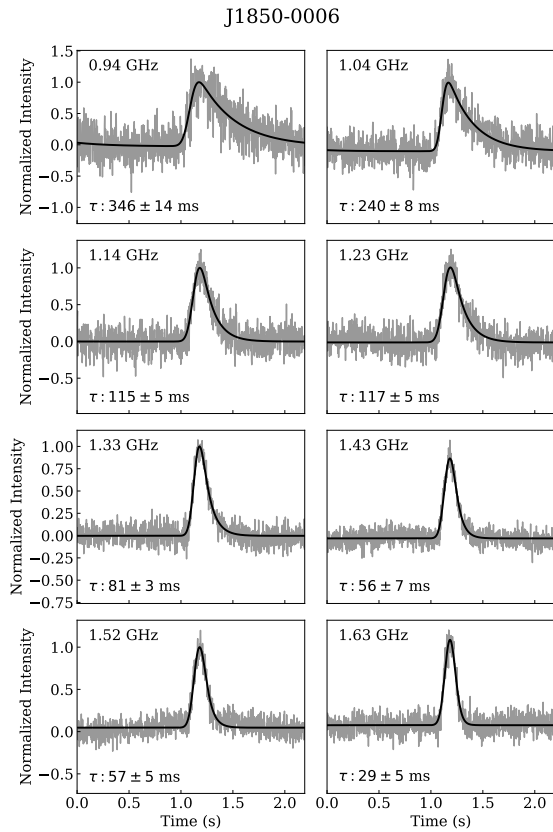 J1850-0006
Normalized Intensity
1.5
1.0
0.5
0.0
−0.5
−1.0
0.94 GHz
τ : 346 ± 14 ms
1.04 GHz
τ : 240 ± 8 ms
Normalized Intensity
1.0
0.5
0.0
−0.5
1.14 GHz
τ : 115 ± 5 ms
1.23 GHz
τ : 117 ± 5 ms
Normalized Intensity
1.00
0.75
0.50
0.25
0.00
−0.25
−0.50
−0.75
1.33 GHz
τ : 81 ± 3 ms
1.43 GHz
τ : 56 ± 7 ms
Normalized Intensity
1.0
0.5
0.0
−0.5
1.52 GHz
τ : 57 ± 5 ms
1.63 GHz
τ : 29 ± 5 ms
0.0 0.5 1.0 1.5 2.0
0.0 0.5 1.0 1.5 2.0
Time (s)
Time (s)